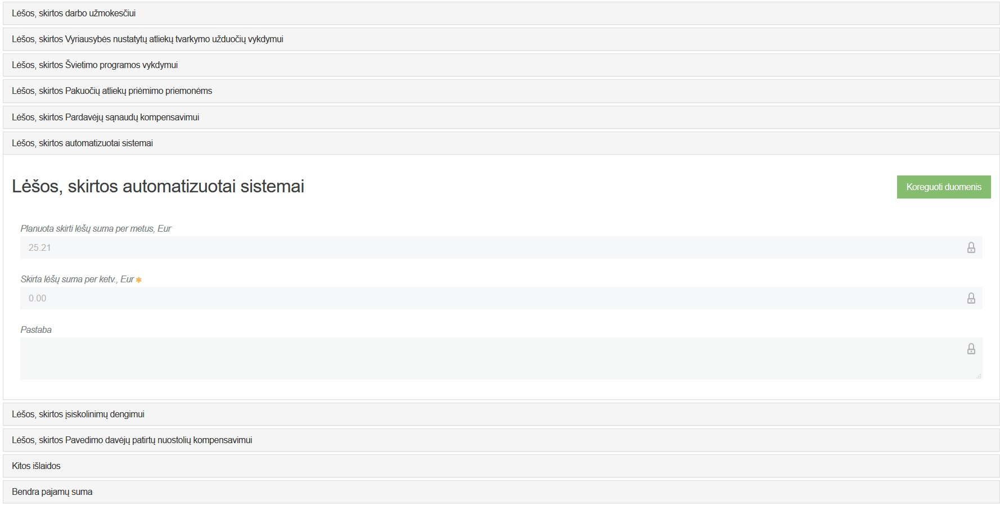 Lėšos, skirtos darbo užmokesčiui
Lėšos, skirtos Vyriausybės nustatytų atliekų tvarkymo užduočių vykdymui
Lėšos, skirtos Švietimo programos vykdymui
Lėšos, skirtos Pakuočių atliekų priėmimo priemonėms
Lėšos, skirtos Pardavėjų sąnaudų kompensavimui
Lėšos, skirtos automatizuotai sistemai
Lėšos, skirtos automatizuotai sistemai
Koreguoti duomenis
Planuota skirti lėšų suma per metus, Eur
25.21
Skirta lėšų suma per ketv., Eur ✱
0.00
Pastaba
Lėšos, skirtos įsiskolinimų dengimui
Lėšos, skirtos Pavedimo davėjų patirtų nuostolių kompensavimui
Kitos išlaidos
Bendra pajamų suma